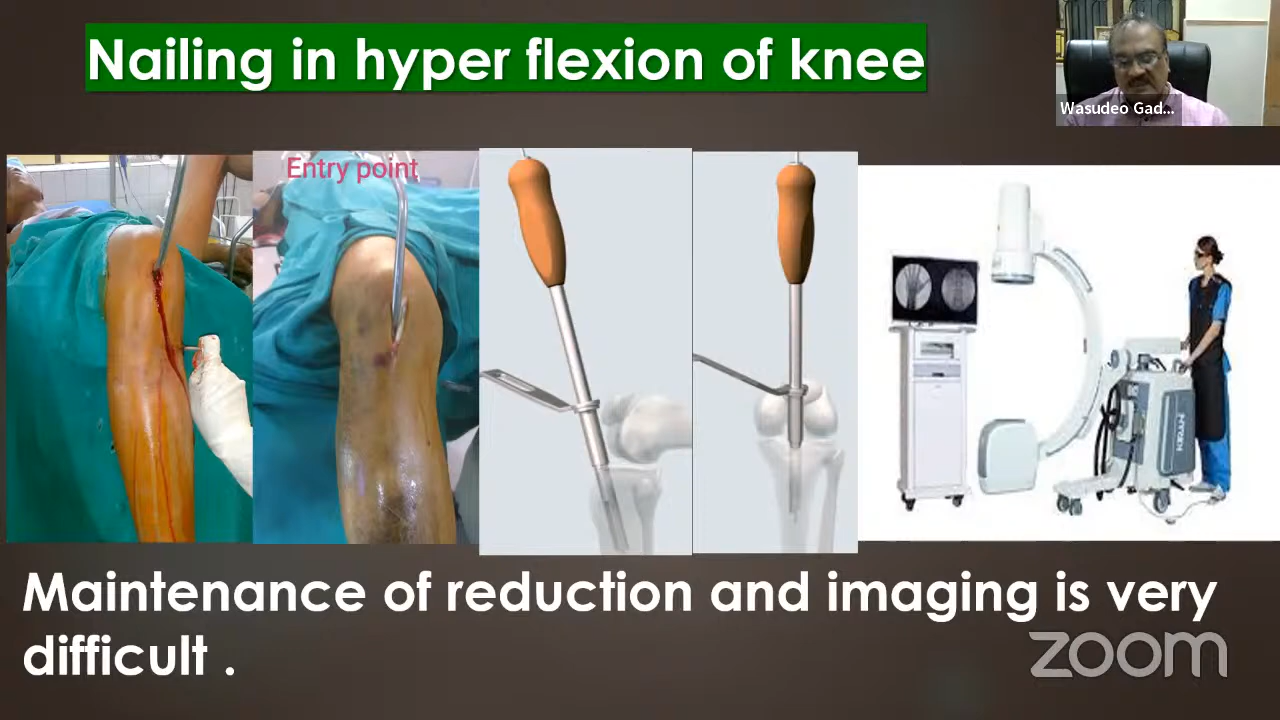 Nailing in hyper flexion of knee
Wasudeo Gad...
Entry point
KIRAN
Maintenance of reduction and imaging is very
difficult .
zoom